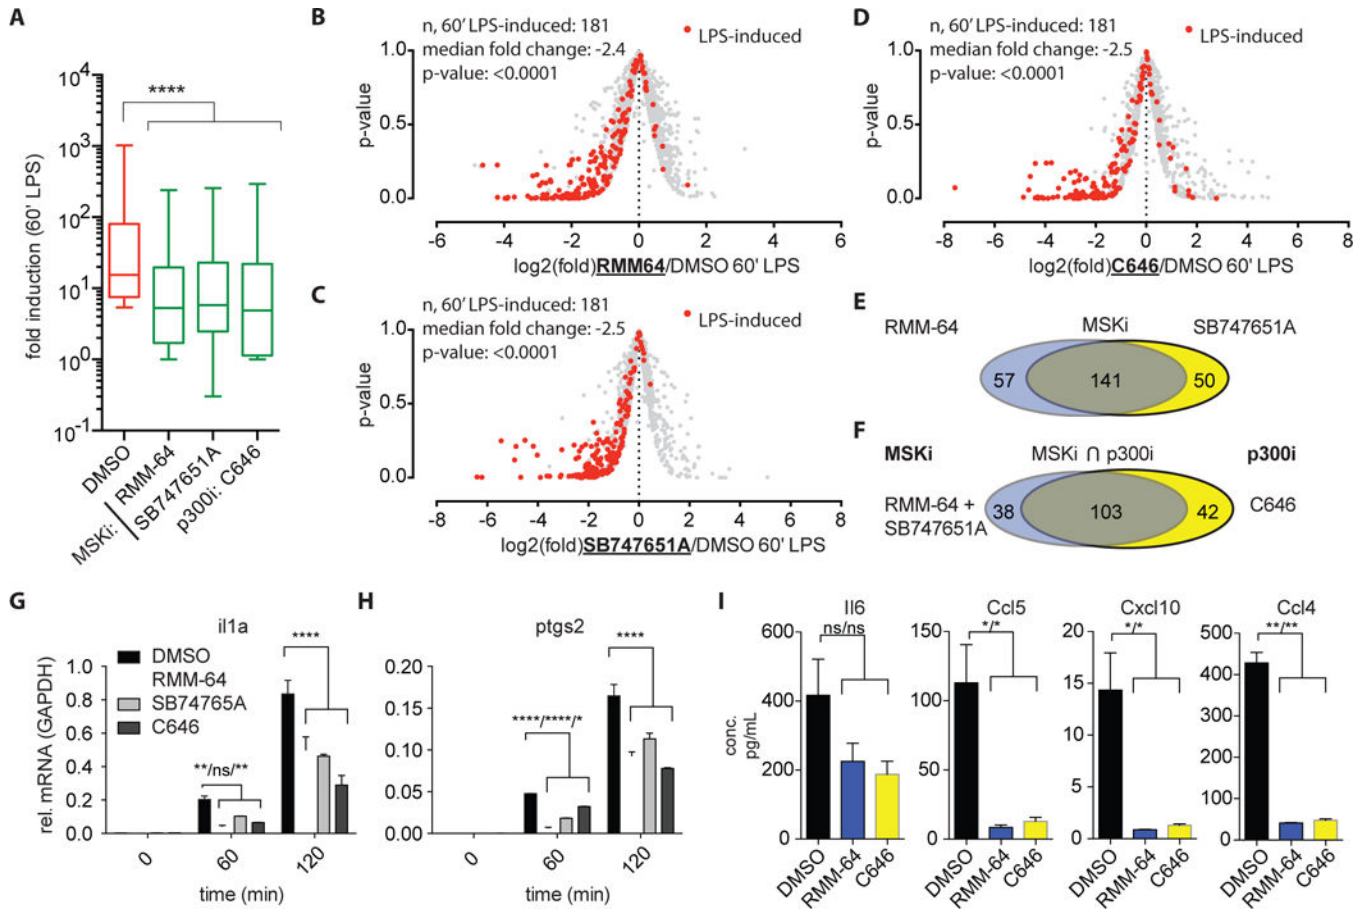 A
fold induction (60' LPS)
10^4
10^3
10^2
10^1
10^0
10^-1
****
DMSO
RMM-64
SB747651A
p300i: C646
MSKi:
B
n, 60' LPS-induced: 181
median fold change: -2.4
p-value: <0.0001
LPS-induced
p-value
1.0
0.5
0.0
-6 -4 -2 0 2 4 6
log2(fold)RMM64/DMSO 60' LPS
D
n, 60' LPS-induced: 181
median fold change: -2.5
p-value: <0.0001
LPS-induced
p-value
1.0
0.5
0.0
-8 -6 -4 -2 0 2 4 6
log2(fold)C646/DMSO 60' LPS
C
n, 60' LPS-induced: 181
median fold change: -2.5
p-value: <0.0001
LPS-induced
p-value
1.0
0.5
0.0
-8 -6 -4 -2 0 2 4 6 8
log2(fold)SB747651A/DMSO 60' LPS
E
RMM-64
MSKi
SB747651A
57
141
50
F
MSKi
MSKi ∩ p300i
p300i
RMM-64 +
SB747651A
38
103
42
C646
G
il1a
rel. mRNA (GAPDH)
1.0
0.8
0.6
0.4
0.2
0.0
DMSO
RMM-64
SB74765A
C646
**/ns/**
****
0 60 120
time (min)
H
ptgs2
0.20
0.15
0.10
0.05
0.00
****/****/*
****
0 60 120
time (min)
I
conc.
pg/mL
Il6
ns/ns
600
400
200
0
DMSO
RMM-64
C646
Ccl5
*/*
150
100
50
0
DMSO
RMM-64
C646
Cxcl10
*/*
20
15
10
5
0
DMSO
RMM-64
C646
Ccl4
**/**
500
400
300
200
100
0
DMSO
RMM-64
C646